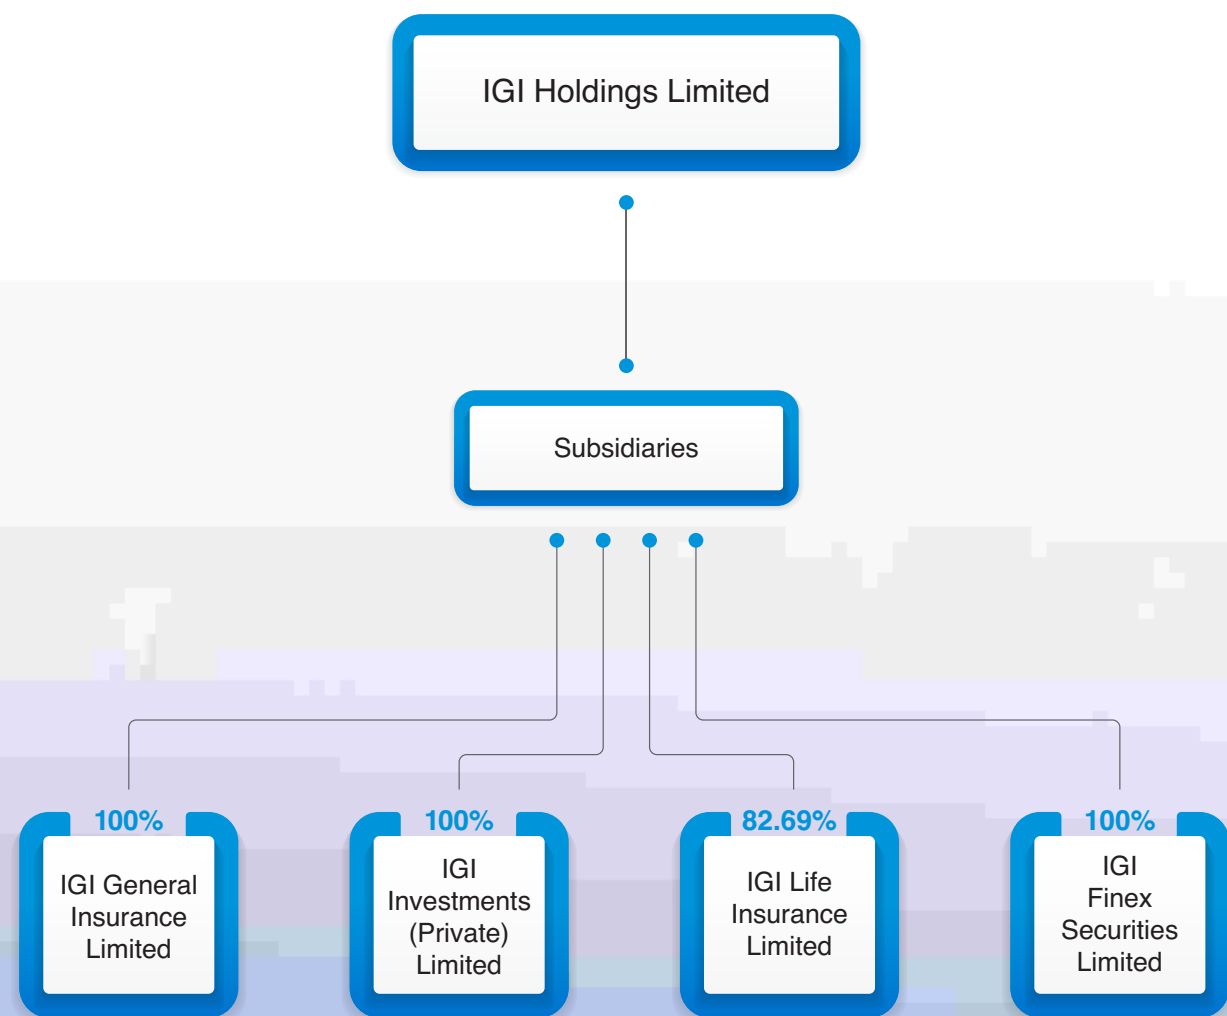 IGI Holdings Limited
Subsidiaries
100%
IGI General
Insurance
Limited
100%
IGI
Investments
(Private)
Limited
82.69%
IGI Life
Insurance
Limited
100%
IGI
Finex
Securities
Limited